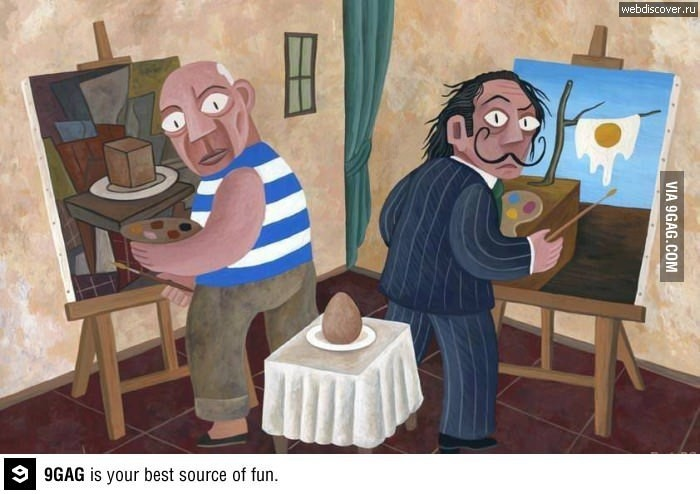 webdiscover.ru
VIA 9GAG.COM
9GAG is your best source of fun.